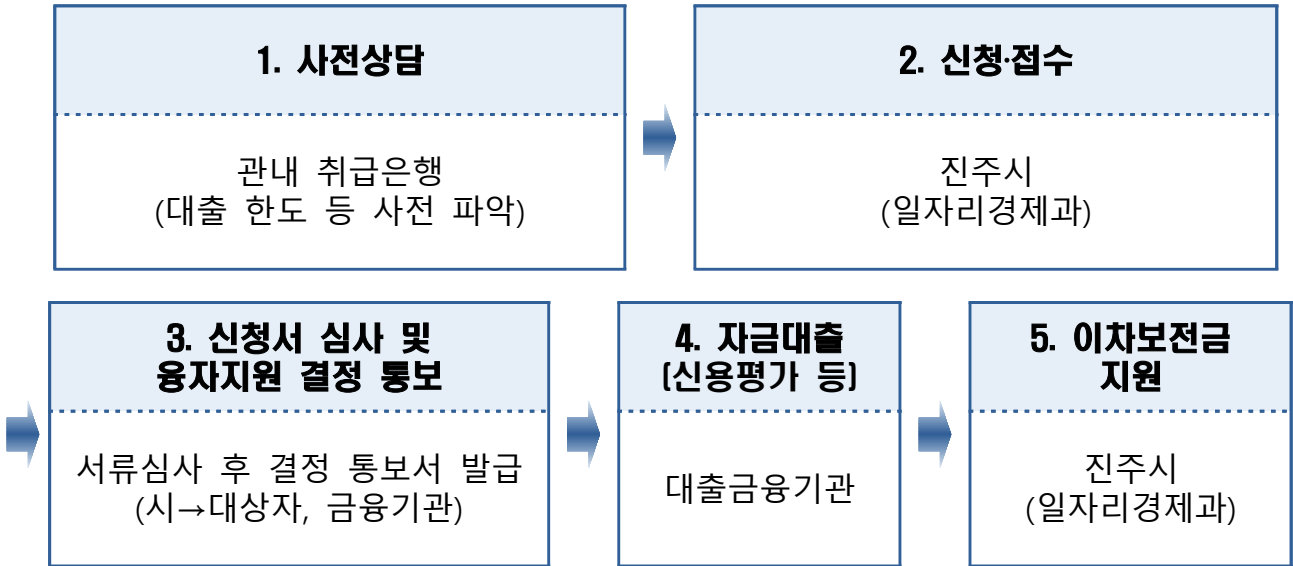 1. 사전상담
관내 취급은행
(대출 한도 등 사전 파악)
2. 신청·접수
진주시
(일자리경제과)
3. 신청서 심사 및
융자지원 결정 통보
서류심사 후 결정 통보서 발급
(시→대상자, 금융기관)
4. 자금대출
(신용평가 등)
대출금융기관
5. 이차보전금
지원
진주시
(일자리경제과)